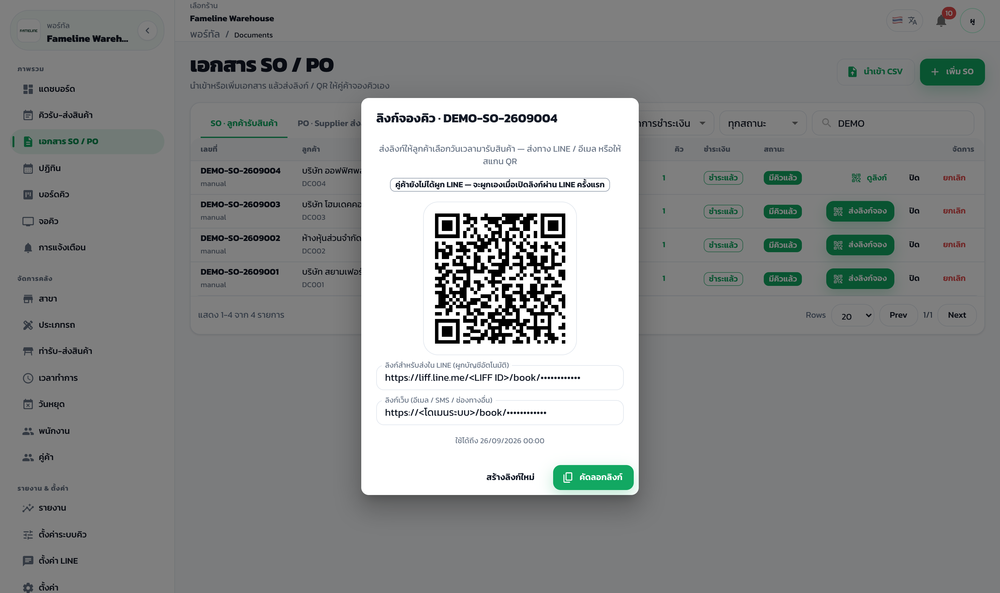 FAMELINE
พอร์ทัล
Fameline Wareh...
ภาพรวม
แดชบอร์ด
คิวรับ-ส่งสินค้า
เอกสาร SO / PO
ปฏิทิน
บอร์ดคิว
จอคิว
การแจ้งเตือน
จัดการคลัง
สาขา
ประเภทรถ
ท่ารับ-ส่งสินค้า
เวลาทำการ
วันหยุด
พนักงาน
คู่ค้า
รายงาน & ตั้งค่า
รายงาน
ตั้งค่าระบบคิว
ตั้งค่า LINE
ตั้งค่า
เลือกร้าน
Fameline Warehouse
พอร์ทัล / Documents
10
ผู
เอกสาร SO / PO
นำเข้าหรือเพิ่มเอกสาร แล้วส่งลิงก์ / QR ให้คู่ค้าจองคิวเอง
นำเข้า CSV
+ เพิ่ม SO
SO · ลูกค้ารับสินค้า
PO · Supplier ส่ง
การชำระเงิน
ทุกสถานะ
DEMO
เลขที่ ลูกค้า คิว ชำระเงิน สถานะ จัดการ
DEMO-SO-2609004 บริษัท ออฟฟิศพล 1 ชำระแล้ว มีคิวแล้ว ดูลิงก์ ปิด ยกเลิก
manual DC004
DEMO-SO-2609003 บริษัท โฮมเดคคอ 1 ชำระแล้ว มีคิวแล้ว ส่งลิงก์จอง ปิด ยกเลิก
manual DC003
DEMO-SO-2609002 ห้างหุ้นส่วนจำกัด 1 ชำระแล้ว มีคิวแล้ว ส่งลิงก์จอง ปิด ยกเลิก
manual DC002
DEMO-SO-2609001 บริษัท สยามเฟอร์ 1 ชำระแล้ว มีคิวแล้ว ส่งลิงก์จอง ปิด ยกเลิก
manual DC001
แสดง 1-4 จาก 4 รายการ
Rows 20 Prev 1/1 Next
ลิงก์จองคิว · DEMO-SO-2609004
ส่งลิงก์ให้ลูกค้าเลือกวันเวลามารับสินค้า — ส่งทาง LINE / อีเมล หรือให้
สแกน QR
คู่ค้ายังไม่ได้ผูก LINE — จะผูกเองเมื่อเปิดลิงก์ผ่าน LINE ครั้งแรก
ลิงก์สำหรับส่งใน LINE (ผูกบัญชีอัตโนมัติ)
https://liff.line.me/<LIFF ID>/book/••••••••••••
ลิงก์เว็บ (อีเมล / SMS / ช่องทางอื่น)
https://<โดเมนระบบ>/book/••••••••••••
ใช้ได้ถึง 26/09/2026 00:00
สร้างลิงก์ใหม่
คัดลอกลิงก์